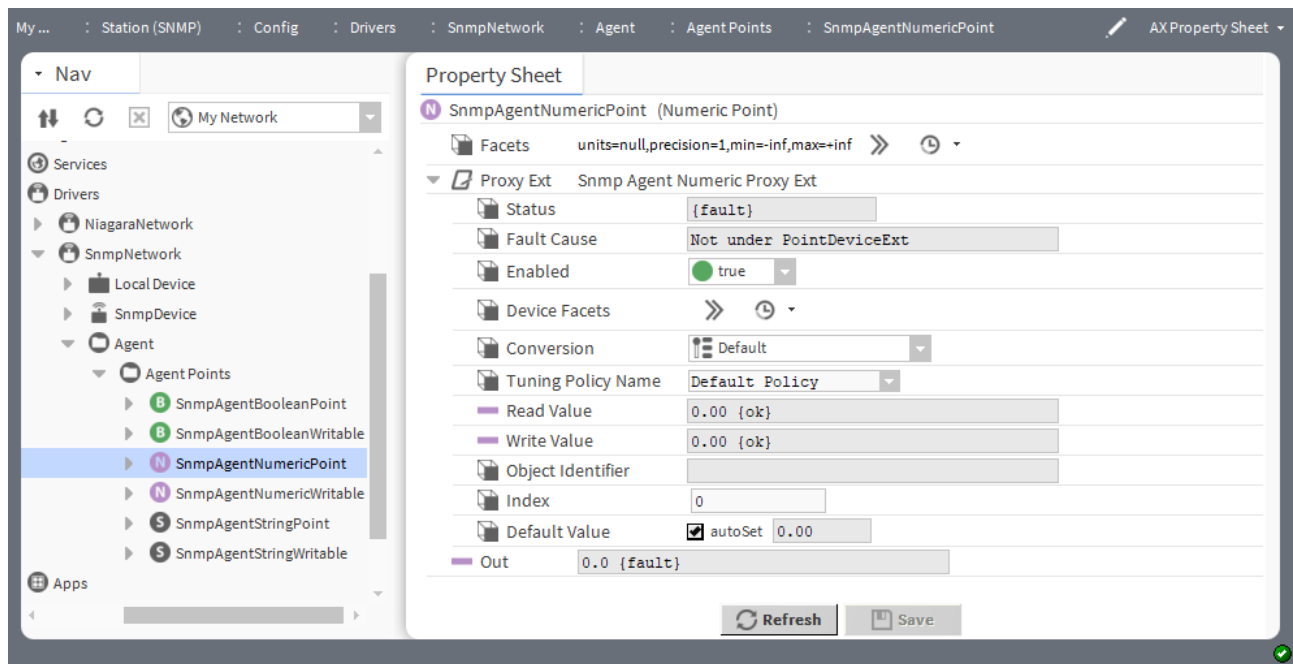 My ... : Station (SNMP) : Config : Drivers : SnmpNetwork : Agent : Agent Points : SnmpAgentNumericPoint AX Property Sheet
Nav
My Network
Services
Drivers
NiagaraNetwork
SnmpNetwork
Local Device
SnmpDevice
Agent
Agent Points
B SnmpAgentBooleanPoint
B SnmpAgentBooleanWritable
N SnmpAgentNumericPoint
N SnmpAgentNumericWritable
S SnmpAgentStringPoint
S SnmpAgentStringWritable
Apps
Property Sheet
N SnmpAgentNumericPoint (Numeric Point)
Facets units=null,precision=1,min=-inf,max=+inf
Proxy Ext Snmp Agent Numeric Proxy Ext
Status {fault}
Fault Cause Not under PointDeviceExt
Enabled true
Device Facets
Conversion Default
Tuning Policy Name Default Policy
Read Value 0.00 {ok}
Write Value 0.00 {ok}
Object Identifier
Index 0
Default Value autoSet 0.00
Out 0.0 {fault}
Refresh Save